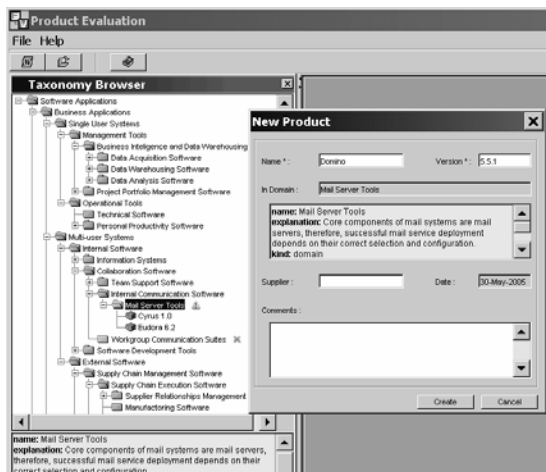 Product Evaluation
File Help
Taxonomy Browser
Software Applications
Business Applications
Single User Systems
Management Tools
Business Inteligence and Data Warehousing
Data Acquisition Software
Data Warehousing Software
Data Analysis Software
Project Portfolio Management Software
Operational Tools
Technical Software
Personal Productivity Software
Multi-user Systems
Internal Software
Information Systems
Collaboration Software
Team Support Software
Internal Communication Software
Mail Server Tools
Cyrus 1.0
Eudora 6.2
Workgroup Communication Suites
Software Development Tools
External Software
Supply Chain Management Software
Supply Chain Execution Software
Supplier Relationships Management
Manufactoring Software
name: Mail Server Tools
explanation: Core components of mail systems are mail servers,
therefore, successful mail service deployment depends on their
correct selection and configuration.
New Product
Name * : Domino Version * : 5.5.1
In Domain : Mail Server Tools
name: Mail Server Tools
explanation: Core components of mail systems are mail
servers, therefore, successful mail service deployment
depends on their correct selection and configuration.
kind: domain
Supplier : Date : 30-May-2005
Comments :
Create Cancel